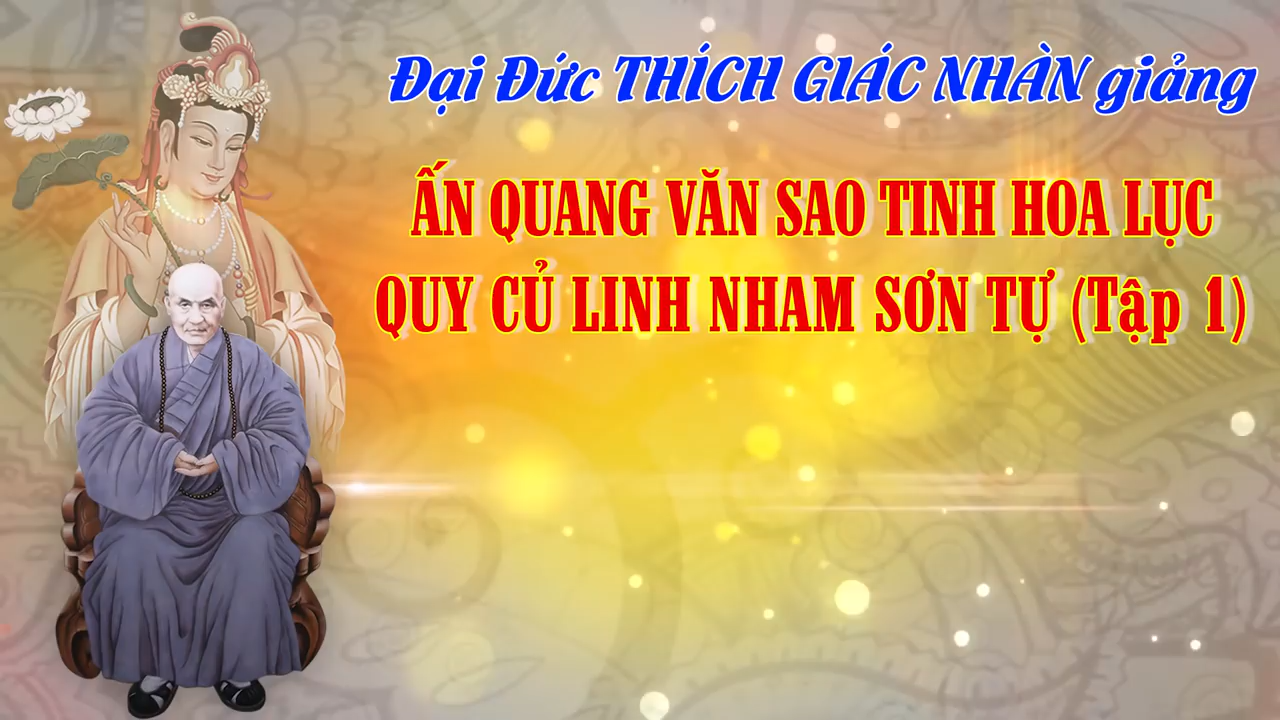 Đại Đức THÍCH GIÁC NHÀN giảng
ẤN QUANG VĂN SAO TINH HOA LỤC
QUY CỦ LINH NHAM SƠN TỰ (Tập 1)